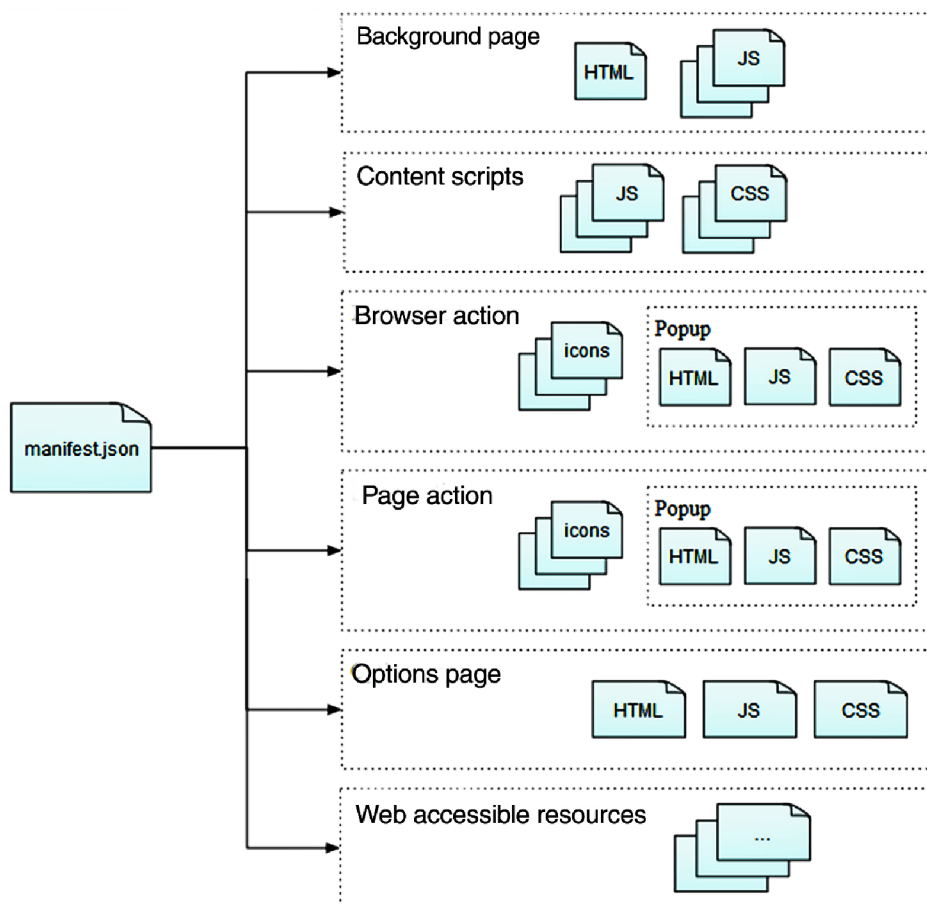 Background page
HTML
JS
Content scripts
JS
CSS
Browser action
icons
Popup
HTML
JS
CSS
manifest.json
Page action
icons
Popup
HTML
JS
CSS
Options page
HTML
JS
CSS
Web accessible resources
...